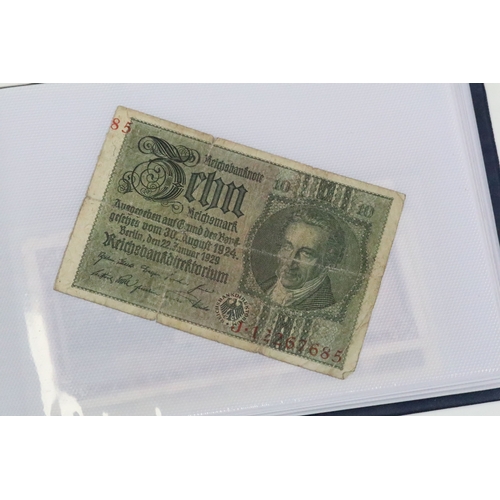 85
Reichsbanknote
Zehn
10
10
Reichsmark
Ausgegeben auf Grund des Bank-
gesetzes vom 30. August 1924
Berlin, den 22. Januar 1929
Reichsbankdirektorium